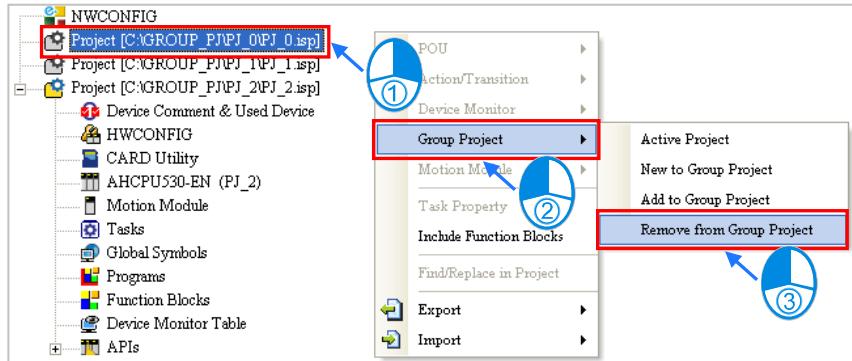 NWCONFIG
Project [C:\GROUP_PJ\PJ_0\PJ_0.isp]
Project [C:\GROUP_PJ\PJ_1\PJ_1.isp]
Project [C:\GROUP_PJ\PJ_2\PJ_2.isp]
Device Comment & Used Device
HWCONFIG
CARD Utility
AHCPU530-EN (PJ_2)
Motion Module
Tasks
Global Symbols
Programs
Function Blocks
Device Monitor Table
APIs
1
POU
Action/Transition
Device Monitor
Group Project
Motion Module
Task Property
Include Function Blocks
Find/Replace in Project
Export
Import
2
Active Project
New to Group Project
Add to Group Project
Remove from Group Project
3